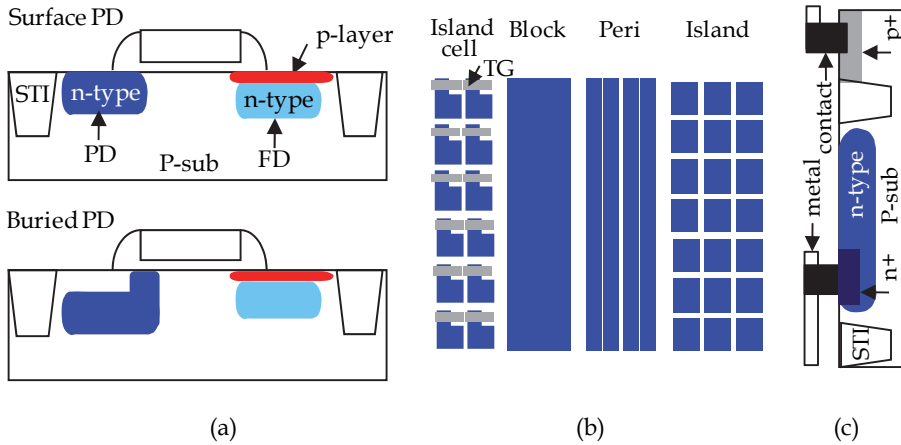 Surface PD
p-layer
STI
n-type
n-type
PD
FD
P-sub
Buried PD
(a)
Island cell
Block
Peri
Island
TG
(b)
p+
contact
metal
n-type
P-sub
n+
STI
(c)